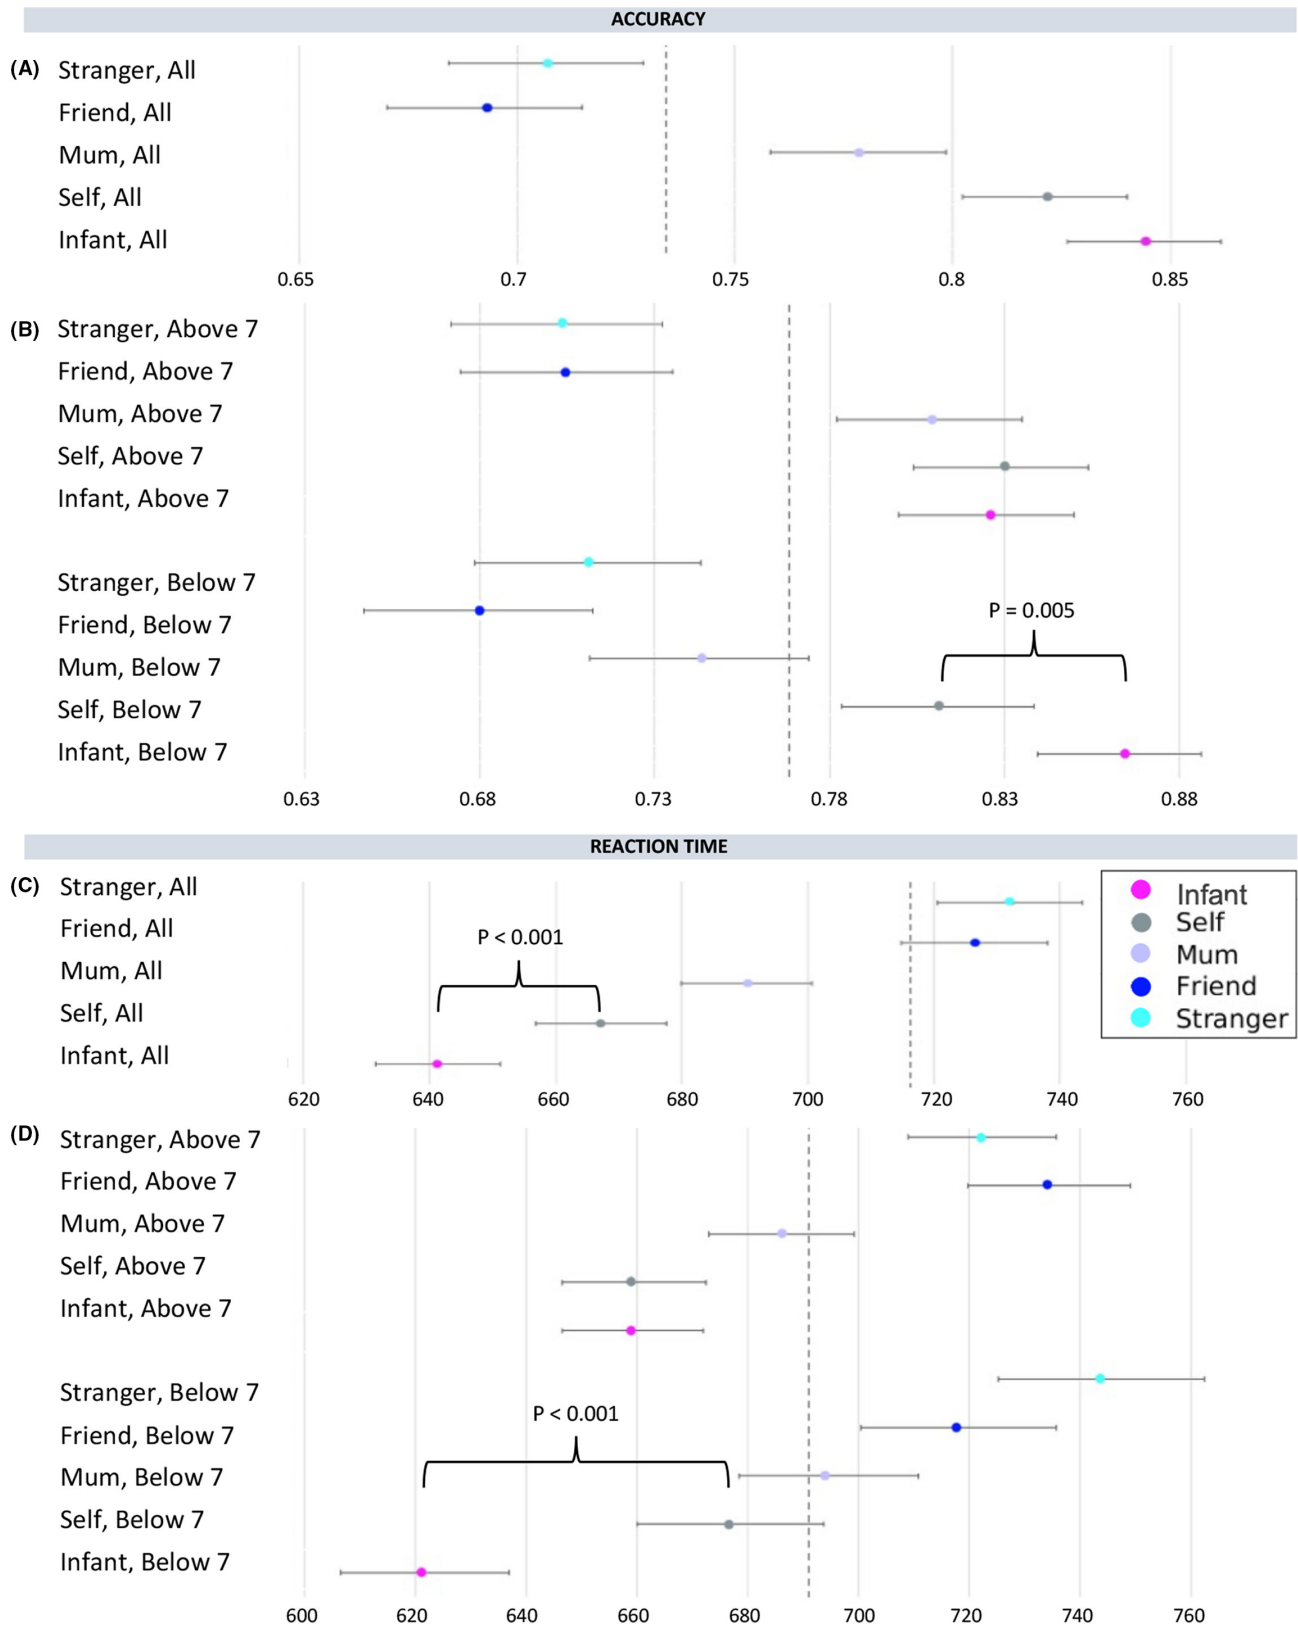 ACCURACY
(A)
Stranger, All
Friend, All
Mum, All
Self, All
Infant, All
0.65 0.7 0.75 0.8 0.85
(B)
Stranger, Above 7
Friend, Above 7
Mum, Above 7
Self, Above 7
Infant, Above 7
Stranger, Below 7
Friend, Below 7
Mum, Below 7
Self, Below 7
Infant, Below 7
P = 0.005
0.63 0.68 0.73 0.78 0.83 0.88
REACTION TIME
(C)
Stranger, All
Friend, All
Mum, All
Self, All
Infant, All
P < 0.001
Infant
Self
Mum
Friend
Stranger
620 640 660 680 700 720 740 760
(D)
Stranger, Above 7
Friend, Above 7
Mum, Above 7
Self, Above 7
Infant, Above 7
Stranger, Below 7
Friend, Below 7
Mum, Below 7
Self, Below 7
Infant, Below 7
P < 0.001
600 620 640 660 680 700 720 740 760